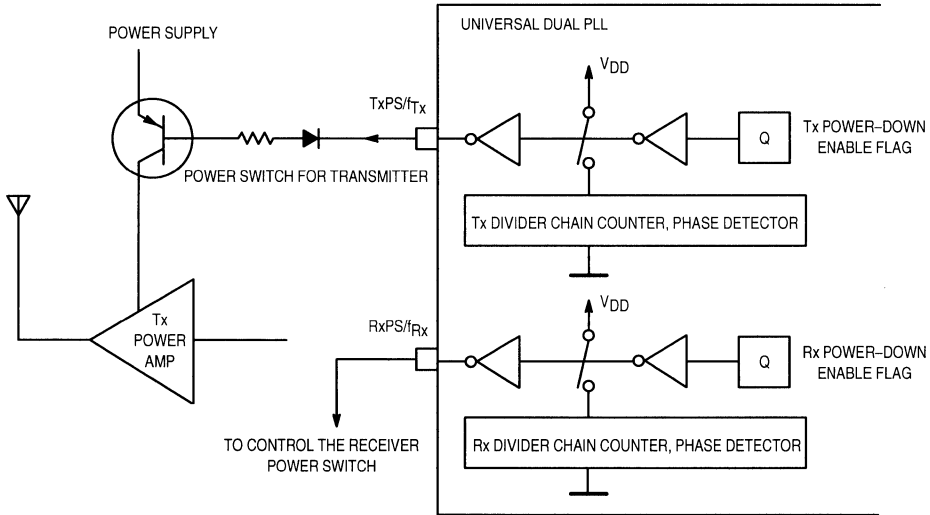 UNIVERSAL DUAL PLL
POWER SUPPLY
VDD
TxPS/fTx
Q
Tx POWER–DOWN
ENABLE FLAG
POWER SWITCH FOR TRANSMITTER
Tx DIVIDER CHAIN COUNTER, PHASE DETECTOR
VDD
Tx
POWER
AMP
RxPS/fRx
Q
Rx POWER–DOWN
ENABLE FLAG
TO CONTROL THE RECEIVER
POWER SWITCH
Rx DIVIDER CHAIN COUNTER, PHASE DETECTOR